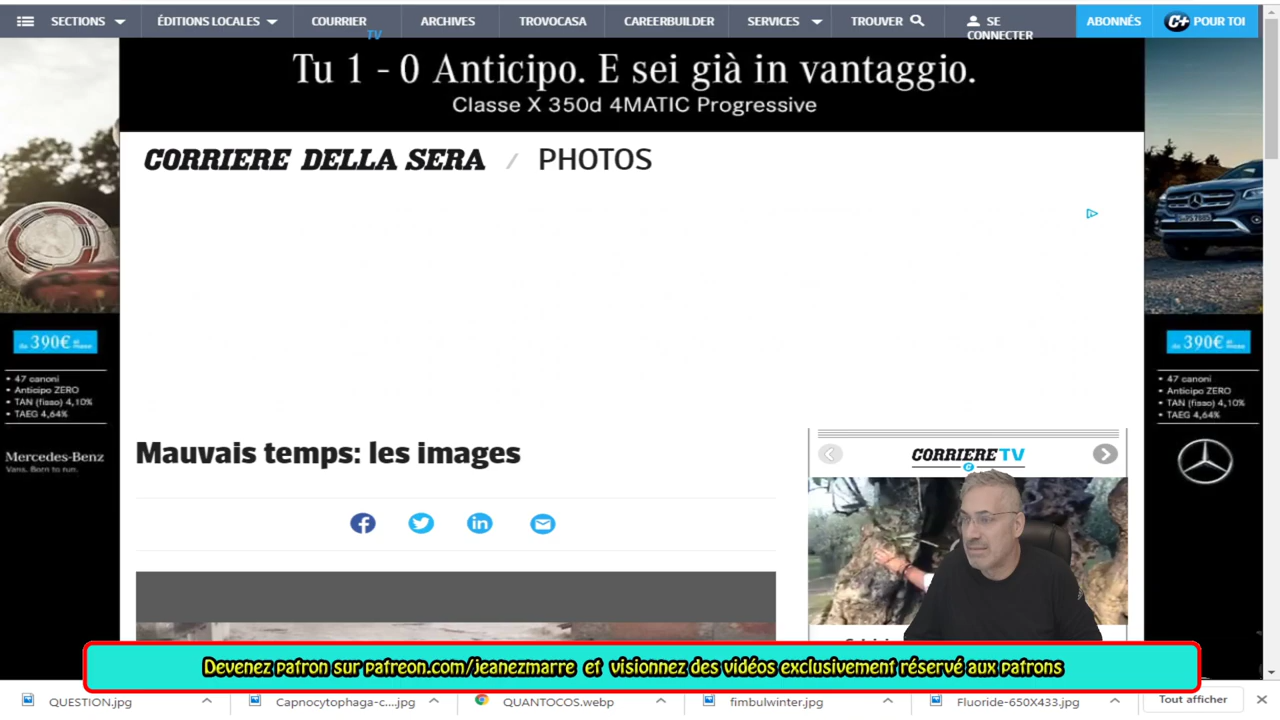 SECTIONS
ÉDITIONS LOCALES
COURRIER TV
ARCHIVES
TROVOCASA
CAREERBUILDER
SERVICES
TROUVER
SE CONNECTER
ABONNÉS
C+ POUR TOI
Tu 1 - 0 Anticipo. E sei già in vantaggio.
Classe X 350d 4MATIC Progressive
CORRIERE DELLA SERA / PHOTOS
390€
• 47 canoni
• Anticipo ZERO
• TAN (fisso) 4,10%
• TAEG 4,64%
Mercedes-Benz
Vans. Born to run.
390€
• 47 canoni
• Anticipo ZERO
• TAN (fisso) 4,10%
• TAEG 4,64%
Mauvais temps: les images
CORRIERE TV
Devenez patron sur patreon.com/jeanezmarre et visionnez des vidéos exclusivement réservé aux patrons
QUESTION.jpg
Capnocytophaga-c....jpg
QUANTOCOS.webp
fimbulwinter.jpg
Fluoride-650X433.jpg
Tout afficher